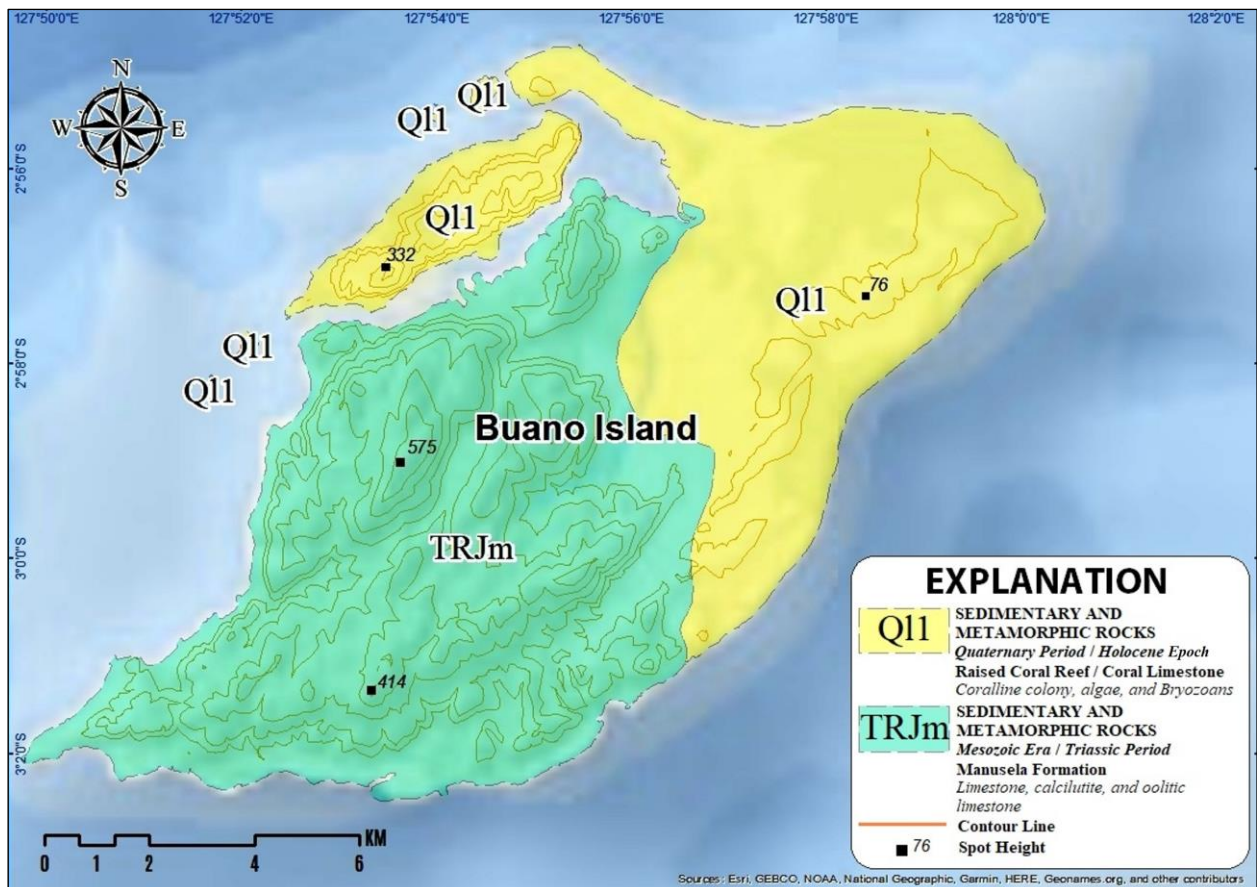 127°50'0"E 127°52'0"E 127°54'0"E 127°56'0"E 127°58'0"E 128°0'0"E 128°2'0"E
N
W E
S
2°56'0"S
2°58'0"S
3°0'0"S
3°2'0"S
Ql1
Ql1
Ql1
332
Ql1
76
Ql1
Ql1
Buano Island
575
TRJm
414
EXPLANATION
Ql1
SEDIMENTARY AND
METAMORPHIC ROCKS
Quaternary Period / Holocene Epoch
Raised Coral Reef / Coral Limestone
Coralline colony, algae, and Bryozoans
TRJm
SEDIMENTARY AND
METAMORPHIC ROCKS
Mesozoic Era / Triassic Period
Manusela Formation
Limestone, calcilutite, and oolitic
limestone
Contour Line
76 Spot Height
KM
0 1 2 4 6
Sources: Esri, GEBCO, NOAA, National Geographic, Garmin, HERE, Geonames.org, and other contributors